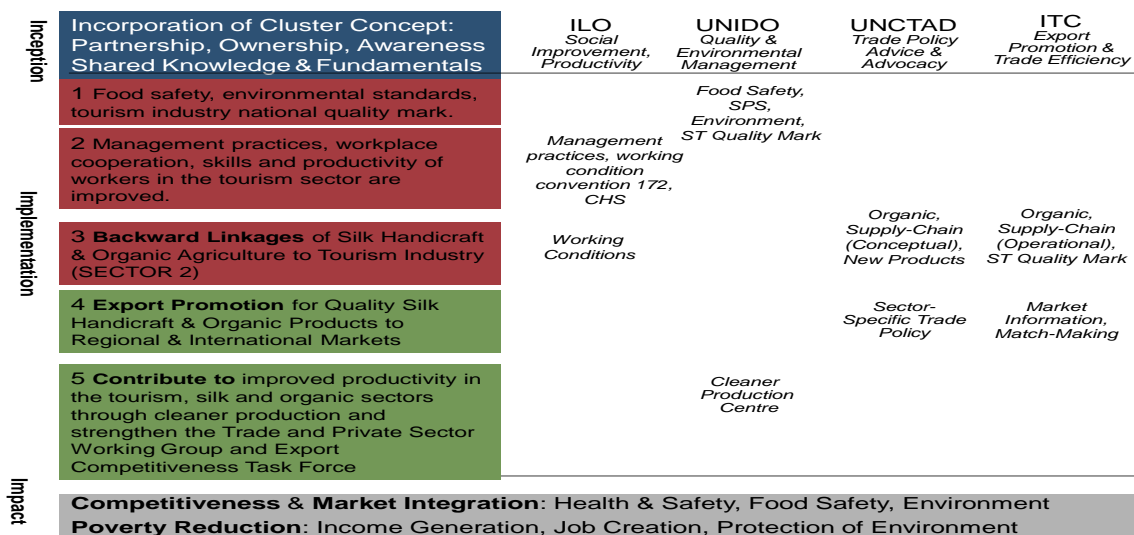 Inception
Incorporation of Cluster Concept:
Partnership, Ownership, Awareness
Shared Knowledge & Fundamentals
ILO
Social
Improvement,
Productivity
UNIDO
Quality &
Environmental
Management
UNCTAD
Trade Policy
Advice &
Advocacy
ITC
Export
Promotion &
Trade Efficiency
Implementation
1 Food safety, environmental standards,
tourism industry national quality mark.
Food Safety,
SPS,
Environment,
ST Quality Mark
2 Management practices, workplace
cooperation, skills and productivity of
workers in the tourism sector are
improved.
Management
practices, working
condition
convention 172,
CHS
3 Backward Linkages of Silk Handicraft
& Organic Agriculture to Tourism Industry
(SECTOR 2)
Working
Conditions
Organic,
Supply-Chain
(Conceptual),
New Products
Organic,
Supply-Chain
(Operational),
ST Quality Mark
4 Export Promotion for Quality Silk
Handicraft & Organic Products to
Regional & International Markets
Sector-
Specific Trade
Policy
Market
Information,
Match-Making
5 Contribute to improved productivity in
the tourism, silk and organic sectors
through cleaner production and
strengthen the Trade and Private Sector
Working Group and Export
Competitiveness Task Force
Cleaner
Production
Centre
Impact
Competitiveness & Market Integration: Health & Safety, Food Safety, Environment
Poverty Reduction: Income Generation, Job Creation, Protection of Environment